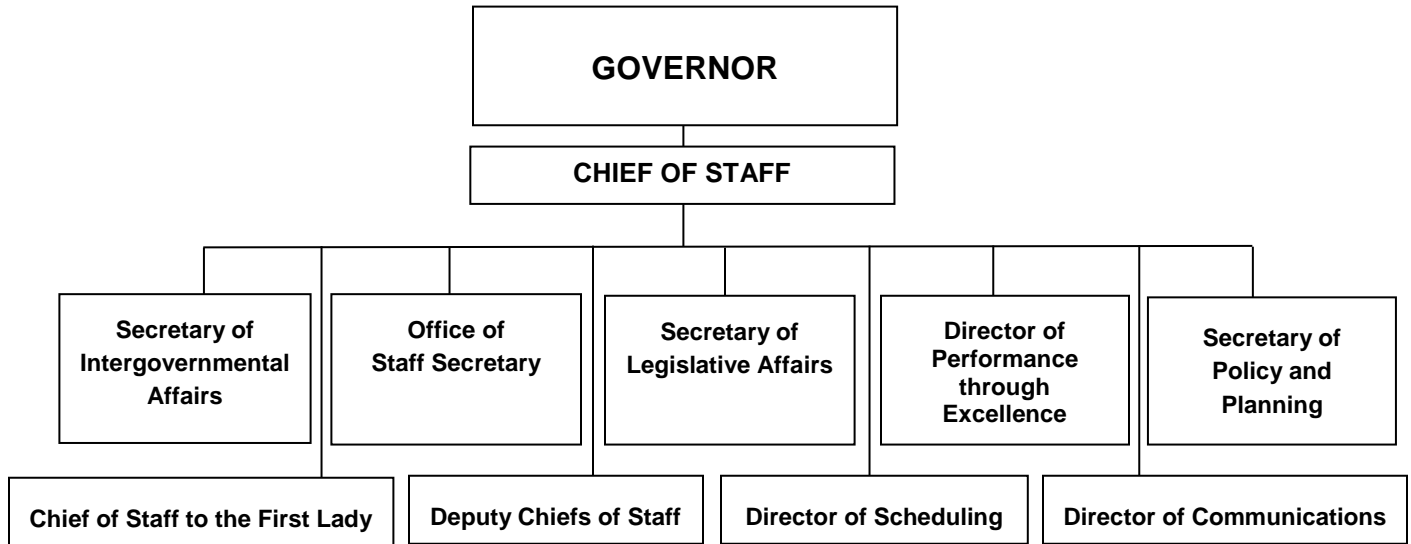 GOVERNOR
CHIEF OF STAFF
Secretary of
Intergovernmental
Affairs
Office of
Staff Secretary
Secretary of
Legislative Affairs
Director of
Performance
through
Excellence
Secretary of
Policy and
Planning
Chief of Staff to the First Lady
Deputy Chiefs of Staff
Director of Scheduling
Director of Communications